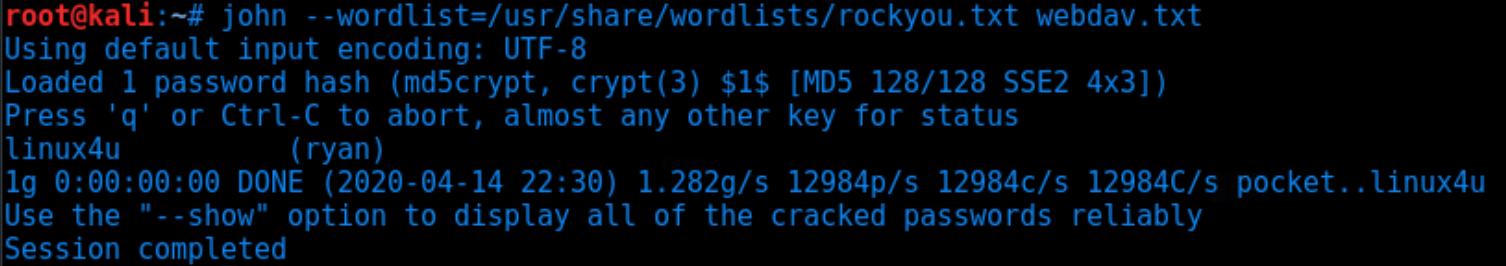 root@kali:~# john --wordlist=/usr/share/wordlists/rockyou.txt webdav.txt
Using default input encoding: UTF-8
Loaded 1 password hash (md5crypt, crypt(3) $1$ [MD5 128/128 SSE2 4x3])
Press 'q' or Ctrl-C to abort, almost any other key for status
linux4u          (ryan)
1g 0:00:00:00 DONE (2020-04-14 22:30) 1.282g/s 12984p/s 12984c/s 12984C/s pocket..linux4u
Use the "--show" option to display all of the cracked passwords reliably
Session completed